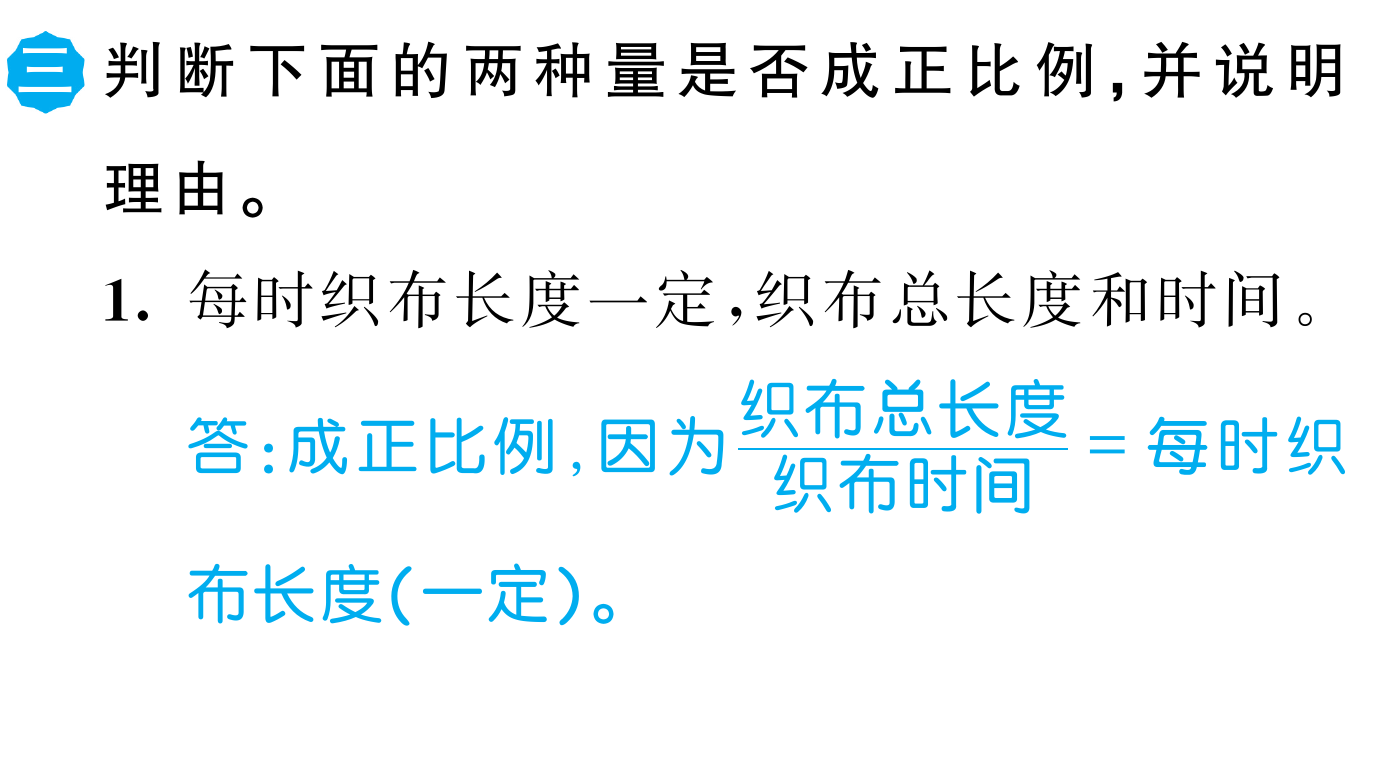 三 判断下面的两种量是否成正比例,并说明
理由。
1. 每时织布长度一定,织布总长度和时间。
答:成正比例,因为织布总长度/织布时间 = 每时织
布长度(一定)。